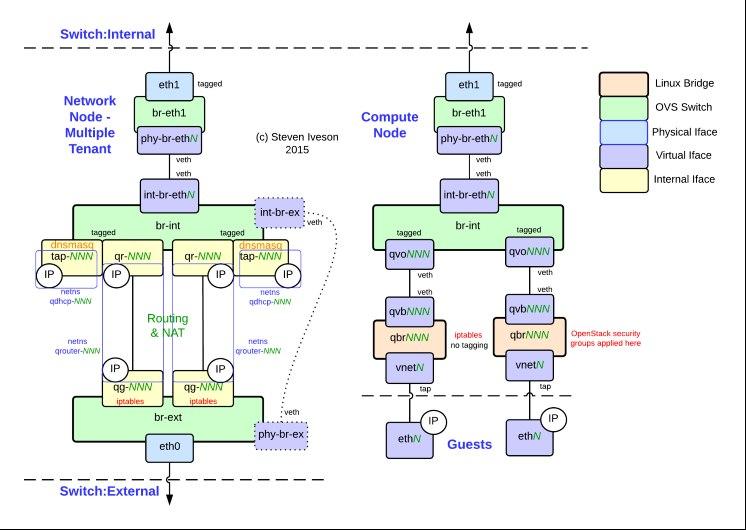 Switch:Internal
eth1
tagged
br-eth1
phy-br-ethN
veth
Network
Node -
Multiple
Tenant
(c) Steven Iveson
2015
veth
int-br-ethN
br-int
int-br-ex
veth
tagged
tagged
dnsmasq
tap-NNN
qr-NNN
qr-NNN
dnsmasq
tap-NNN
IP
IP
IP
IP
netns
qdhcp-NNN
netns
qdhcp-NNN
Routing
& NAT
netns
qrouter-NNN
netns
qrouter-NNN
IP
IP
qg-NNN
iptables
qg-NNN
iptables
br-ext
veth
phy-br-ex
eth0
Switch:External
Compute
Node
eth1
tagged
br-eth1
phy-br-ethN
veth
veth
int-br-ethN
br-int
tagged
tagged
qvoNNN
qvoNNN
veth
veth
veth
veth
qvbNNN
qvbNNN
qbrNNN
iptables
no tagging
qbrNNN
OpenStack security
groups applied here
vnetN
vnetN
tap
tap
IP
IP
ethN
ethN
Guests
Linux Bridge
OVS Switch
Physical Iface
Virtual Iface
Internal Iface